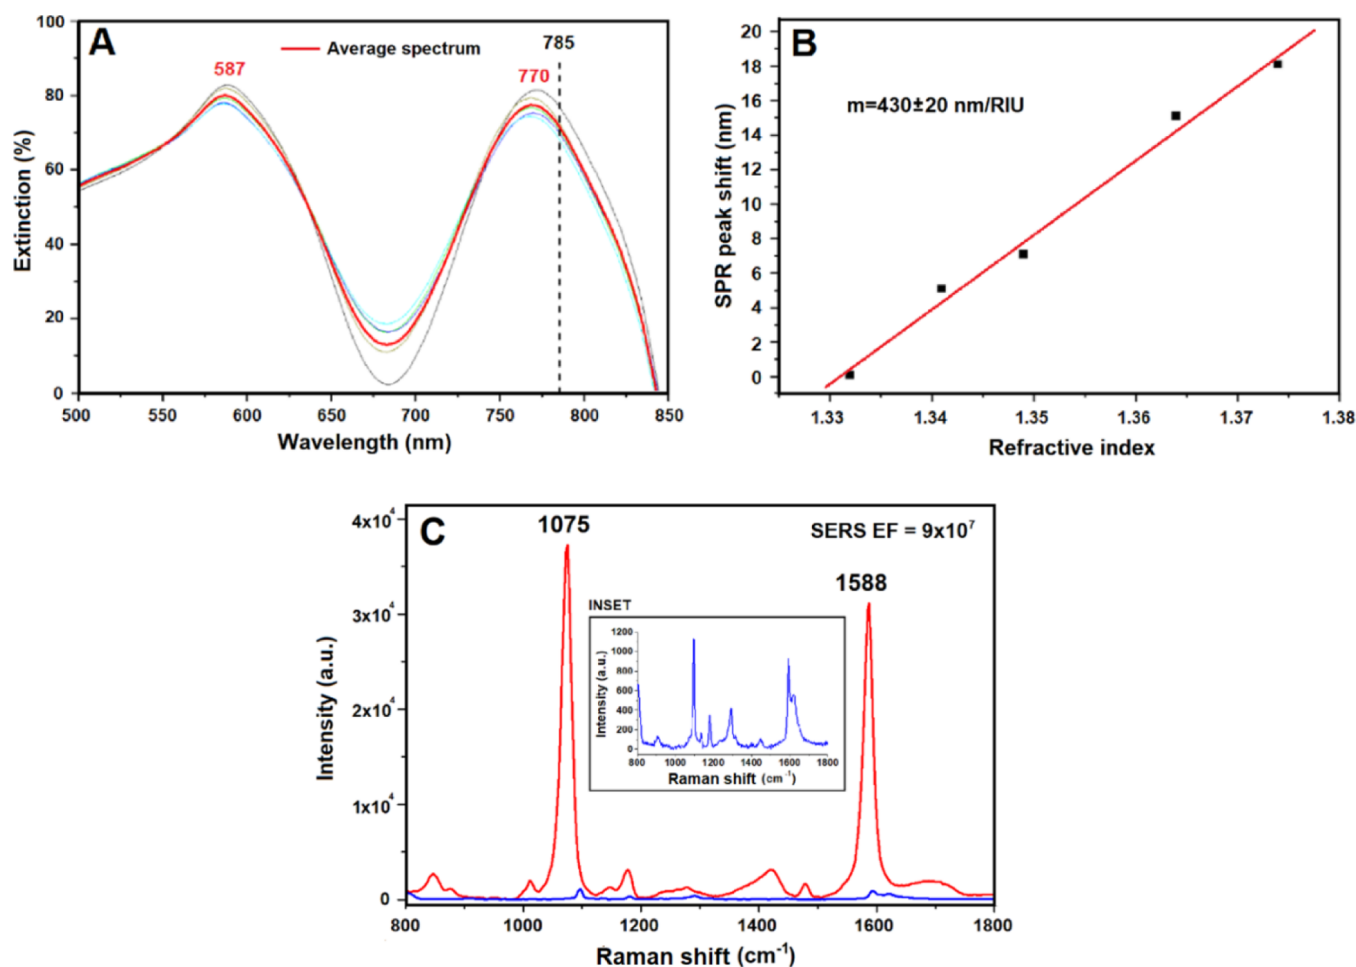 A
Average spectrum
587
770
785
100
80
60
40
20
0
Extinction (%)
500 550 600 650 700 750 800 850
Wavelength (nm)
B
m=430±20 nm/RIU
20
18
16
14
12
10
8
6
4
2
0
SPR peak shift (nm)
1.33 1.34 1.35 1.36 1.37 1.38
Refractive index
C
1075
SERS EF = 9x10⁷
1588
4x10⁴
3x10⁴
2x10⁴
1x10⁴
0
Intensity (a.u.)
800 1000 1200 1400 1600 1800
Raman shift (cm⁻¹)
INSET
1200
1000
800
600
400
200
0
Intensity (a.u.)
800 1000 1200 1400 1600 1800
Raman shift (cm⁻¹)